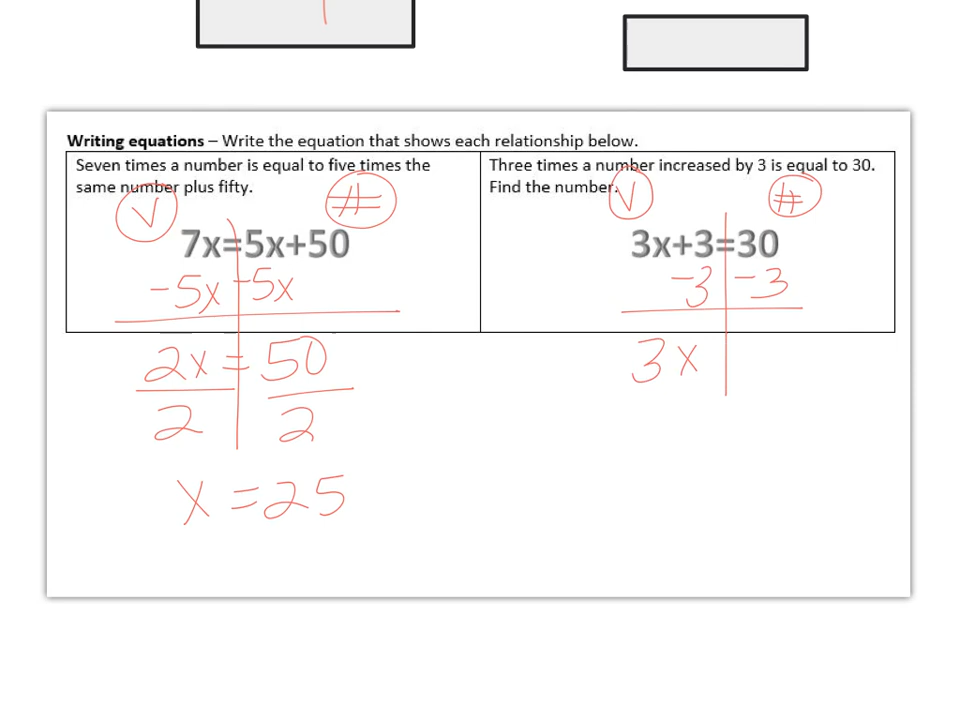 Writing equations – Write the equation that shows each relationship below.
Seven times a number is equal to five times the
same number plus fifty.
V #
7x=5x+50
-5x -5x
2x = 50
2 2
x = 25
Three times a number increased by 3 is equal to 30.
Find the number.
V #
3x+3=30
-3 -3
3x